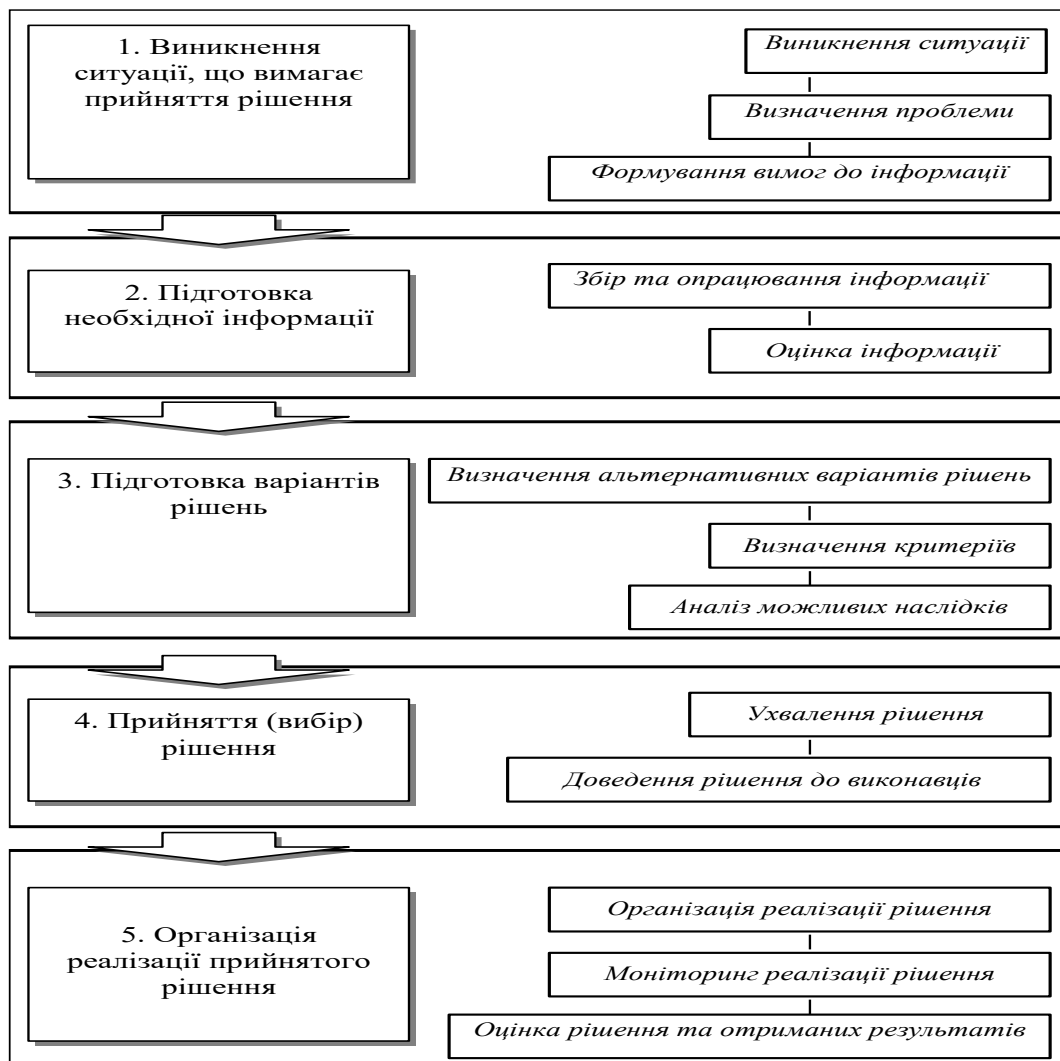 1. Виникнення
ситуації, що вимагає
прийняття рішення
Виникнення ситуації
Визначення проблеми
Формування вимог до інформації
2. Підготовка
необхідної інформації
Збір та опрацювання інформації
Оцінка інформації
3. Підготовка варіантів
рішень
Визначення альтернативних варіантів рішень
Визначення критеріїв
Аналіз можливих наслідків
4. Прийняття (вибір)
рішення
Ухвалення рішення
Доведення рішення до виконавців
5. Організація
реалізації прийнятого
рішення
Організація реалізації рішення
Моніторинг реалізації рішення
Оцінка рішення та отриманих результатів